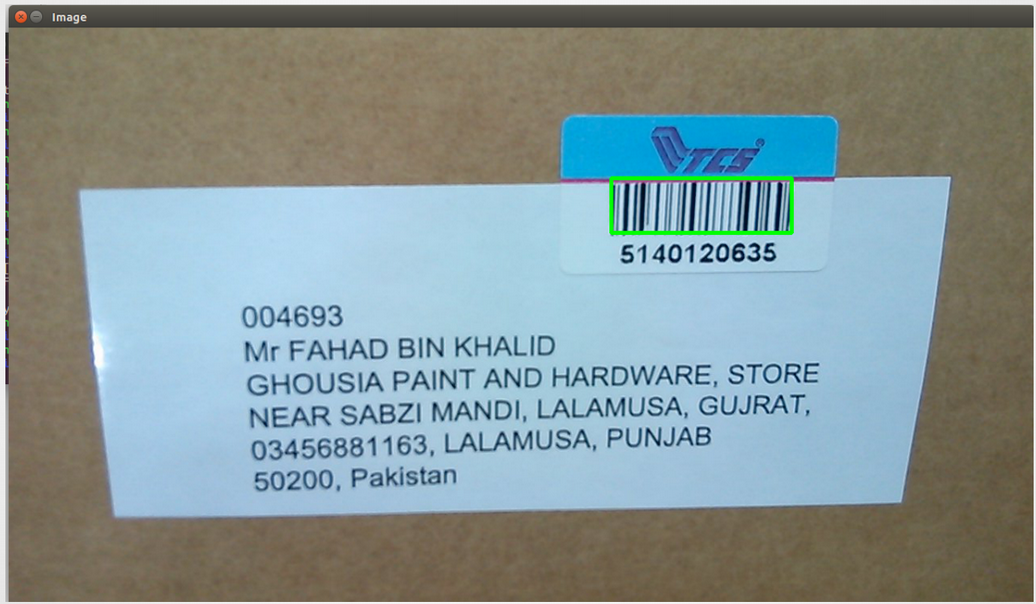 Image
TCS
5140120635
004693
Mr FAHAD BIN KHALID
GHOUSIA PAINT AND HARDWARE, STORE
NEAR SABZI MANDI, LALAMUSA, GUJRAT,
03456881163, LALAMUSA, PUNJAB
50200, Pakistan